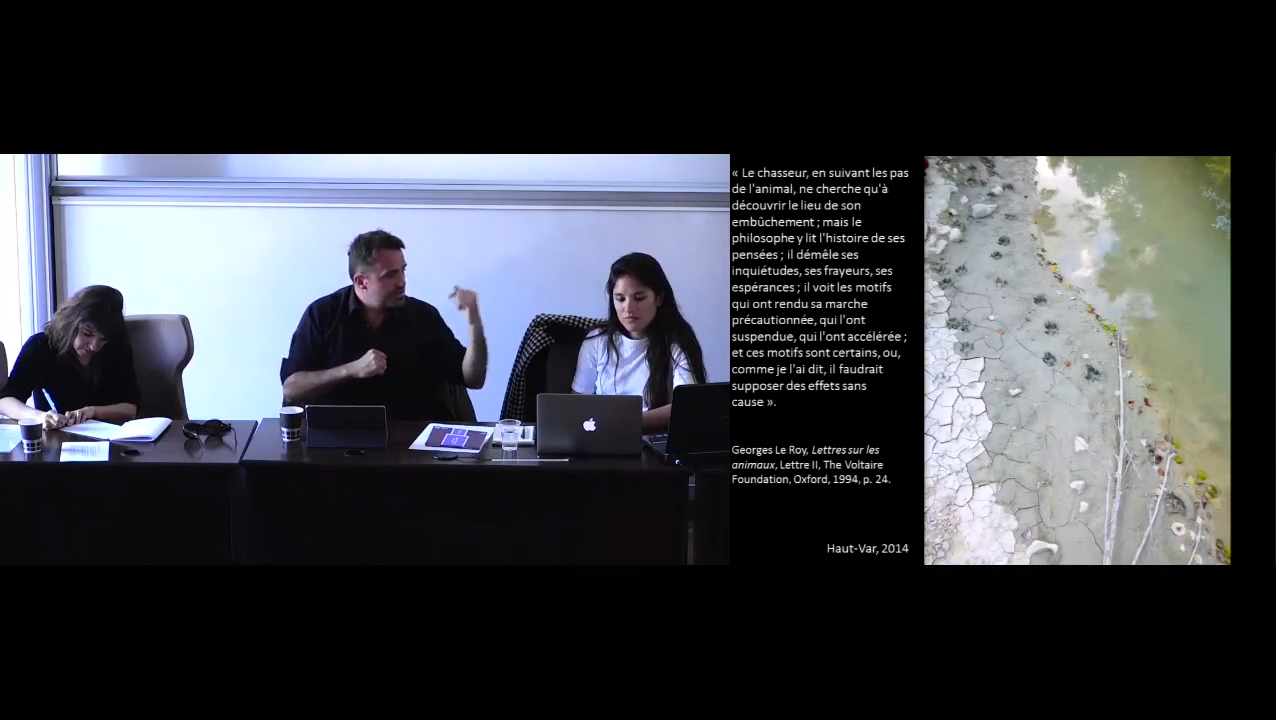 « Le chasseur, en suivant les pas
de l'animal, ne cherche qu'à
découvrir le lieu de son
embûchement ; mais le
philosophe y lit l'histoire de ses
pensées ; il démêle ses
inquiétudes, ses frayeurs, ses
espérances ; il voit les motifs
qui ont rendu sa marche
précautionnée, qui l'ont
suspendue, qui l'ont accélérée ;
et ces motifs sont certains, ou,
comme je l'ai dit, il faudrait
supposer des effets sans
cause ».
Georges Le Roy, Lettres sur les
animaux, Lettre II, The Voltaire
Foundation, Oxford, 1994, p. 24.
Haut-Var, 2014